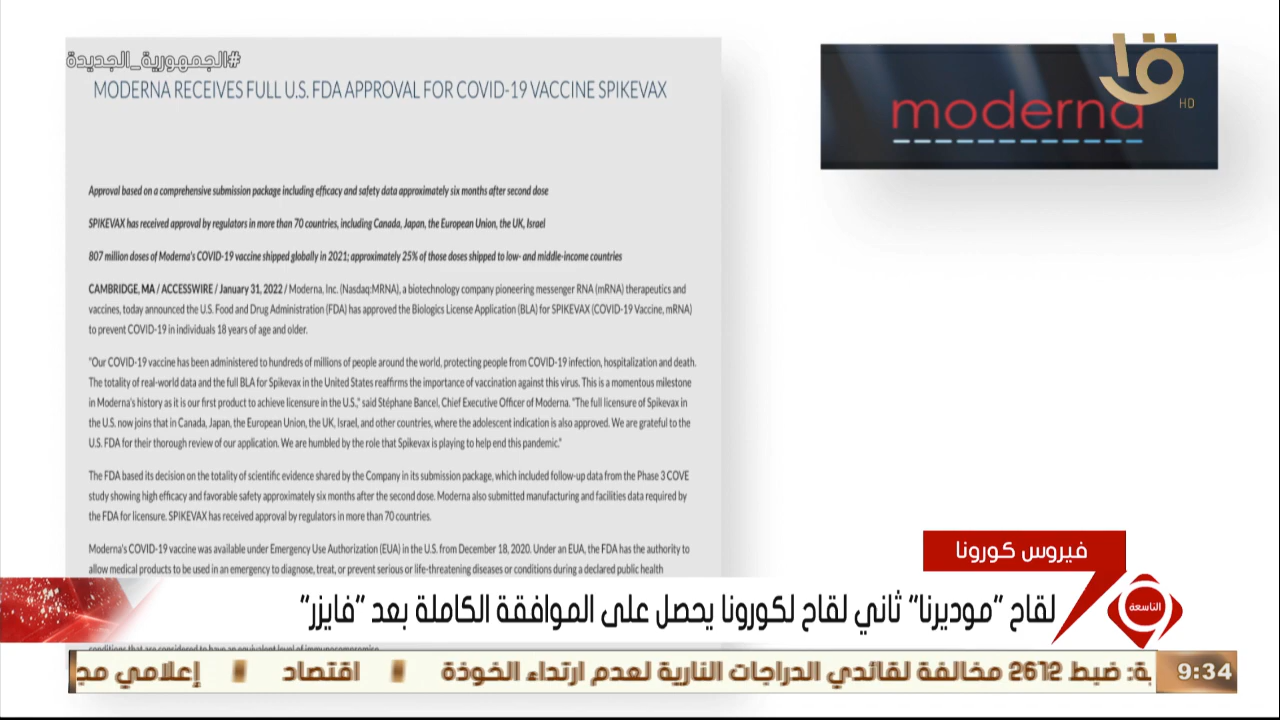 #الجمهورية_الجديدة
MODERNA RECEIVES FULL U.S. FDA APPROVAL FOR COVID-19 VACCINE SPIKEVAX
moderna
HD
Approval based on a comprehensive submission package including efficacy and safety data approximately six months after second dose
SPIKEVAX has received approval by regulators in more than 70 countries, including Canada, Japan, the European Union, the UK, Israel
807 million doses of Moderna's COVID-19 vaccine shipped globally in 2021; approximately 25% of those doses shipped to low- and middle-income countries
CAMBRIDGE, MA / ACCESSWIRE / January 31, 2022 / Moderna, Inc. (Nasdaq:MRNA), a biotechnology company pioneering messenger RNA (mRNA) therapeutics and
vaccines, today announced the U.S. Food and Drug Administration (FDA) has approved the Biologics License Application (BLA) for SPIKEVAX (COVID-19 Vaccine, mRNA)
to prevent COVID-19 in individuals 18 years of age and older.
"Our COVID-19 vaccine has been administered to hundreds of millions of people around the world, protecting people from COVID-19 infection, hospitalization and death.
The totality of real-world data and the full BLA for Spikevax in the United States reaffirms the importance of vaccination against this virus. This is a momentous milestone
in Moderna's history as it is our first product to achieve licensure in the U.S.," said Stéphane Bancel, Chief Executive Officer of Moderna. "The full licensure of Spikevax in
the U.S. now joins that in Canada, Japan, the European Union, the UK, Israel, and other countries, where the adolescent indication is also approved. We are grateful to the
U.S. FDA for their thorough review of our application. We are humbled by the role that Spikevax is playing to help end this pandemic."
The FDA based its decision on the totality of scientific evidence shared by the Company in its submission package, which included follow-up data from the Phase 3 COVE
study showing high efficacy and favorable safety approximately six months after the second dose. Moderna also submitted manufacturing and facilities data required by
the FDA for licensure. SPIKEVAX has received approval by regulators in more than 70 countries.
Moderna's COVID-19 vaccine was available under Emergency Use Authorization (EUA) in the U.S. from December 18, 2020. Under an EUA, the FDA has the authority to
allow medical products to be used in an emergency to diagnose, treat, or prevent serious or life-threatening diseases or conditions during a declared public health
فيروس كورونا
التاسعة
لقاح "موديرنا" ثاني لقاح لكورونا يحصل على الموافقة الكاملة بعد "فايزر"
conditions that are considered to have an equivalent level of immunocompromise.
9:34
ة: ضبط 2612 مخالفة لقائدي الدراجات النارية لعدم ارتداء الخوذة اقتصاد إعلامي مج